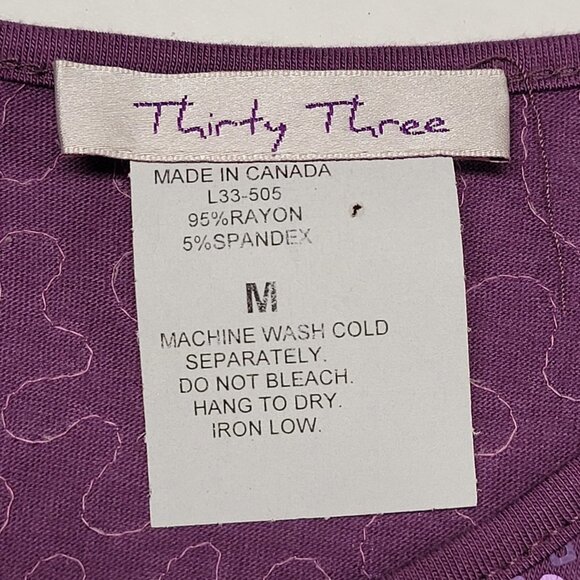 Thirty Three
MADE IN CANADA
L33-505
95%RAYON
5%SPANDEX
M
MACHINE WASH COLD
SEPARATELY.
DO NOT BLEACH.
HANG TO DRY.
IRON LOW.